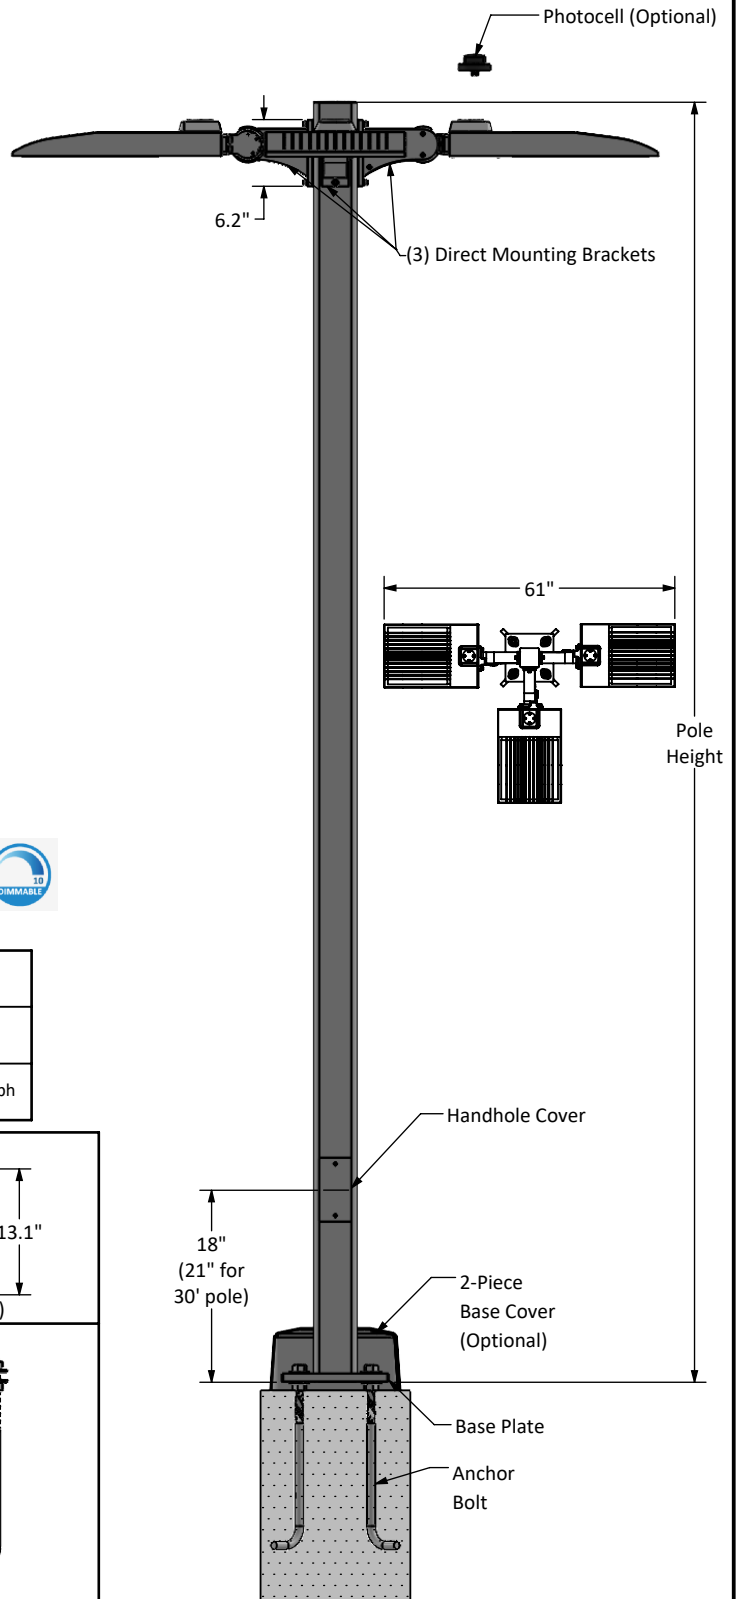 Photocell (Optional)
6.2"
(3) Direct Mounting Brackets
61"
Pole
Height
10
DIMMABLE
Handhole Cover
13.1"
18"
(21" for
30' pole)
2-Piece
Base Cover
(Optional)
Base Plate
Anchor
Bolt